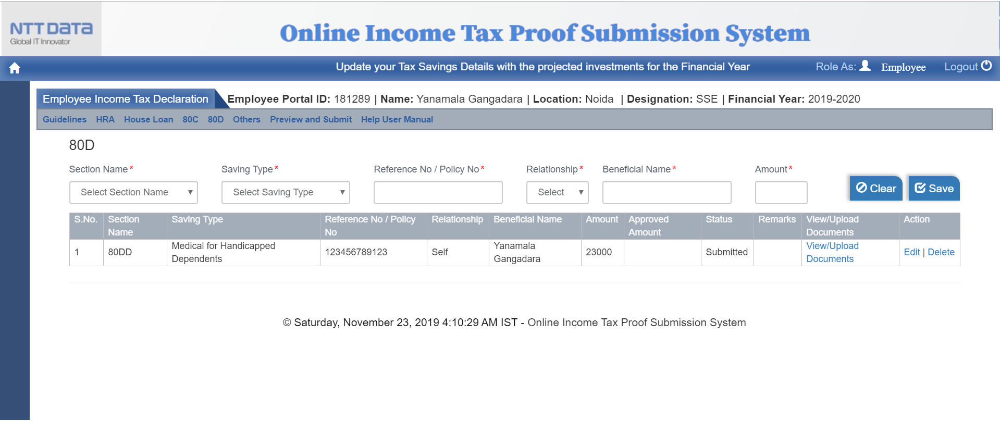 NTT DATA
Global IT Innovator
Online Income Tax Proof Submission System
Update your Tax Savings Details with the projected investments for the Financial Year
Role As: Employee Logout
Employee Income Tax Declaration
Employee Portal ID: 181289 | Name: Yanamala Gangadara | Location: Noida | Designation: SSE | Financial Year: 2019-2020
Guidelines HRA House Loan 80C 80D Others Preview and Submit Help User Manual
80D
Section Name* Saving Type* Reference No / Policy No* Relationship* Beneficial Name* Amount*
Select Section Name Select Saving Type Select Clear Save
S.No. Section Name Saving Type Reference No / Policy No Relationship Beneficial Name Amount Approved Amount Status Remarks View/Upload Documents Action
1 80DD Medical for Handicapped Dependents 123456789123 Self Yanamala Gangadara 23000 Submitted View/Upload Documents Edit | Delete
© Saturday, November 23, 2019 4:10:29 AM IST - Online Income Tax Proof Submission System